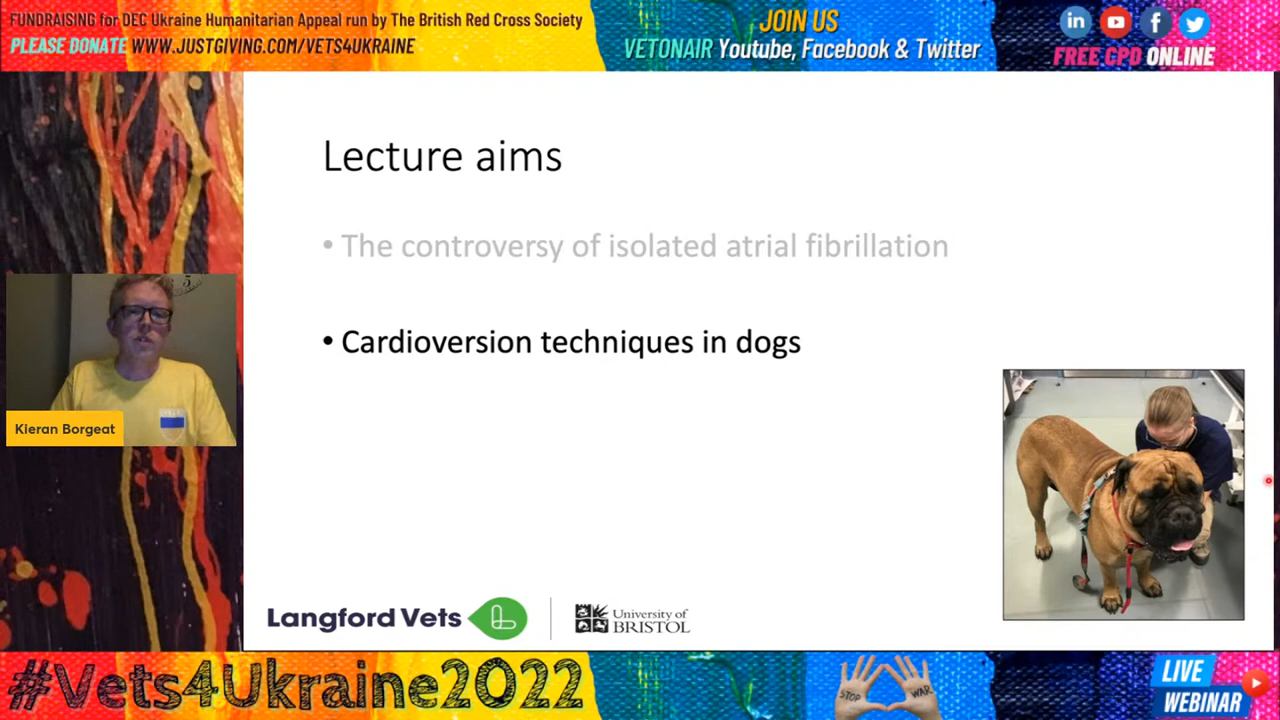 FUNDRAISING for DEC Ukraine Humanitarian Appeal run by The British Red Cross Society
PLEASE DONATE WWW.JUSTGIVING.COM/VETS4UKRAINE
JOIN US
VETONAIR Youtube, Facebook & Twitter
in
f
FREE CPD ONLINE
Lecture aims
• The controversy of isolated atrial fibrillation
• Cardioversion techniques in dogs
Kieran Borgeat
Langford Vets
University of
BRISTOL
#Vets4Ukraine2022
STOP
WAR
LIVE
WEBINAR